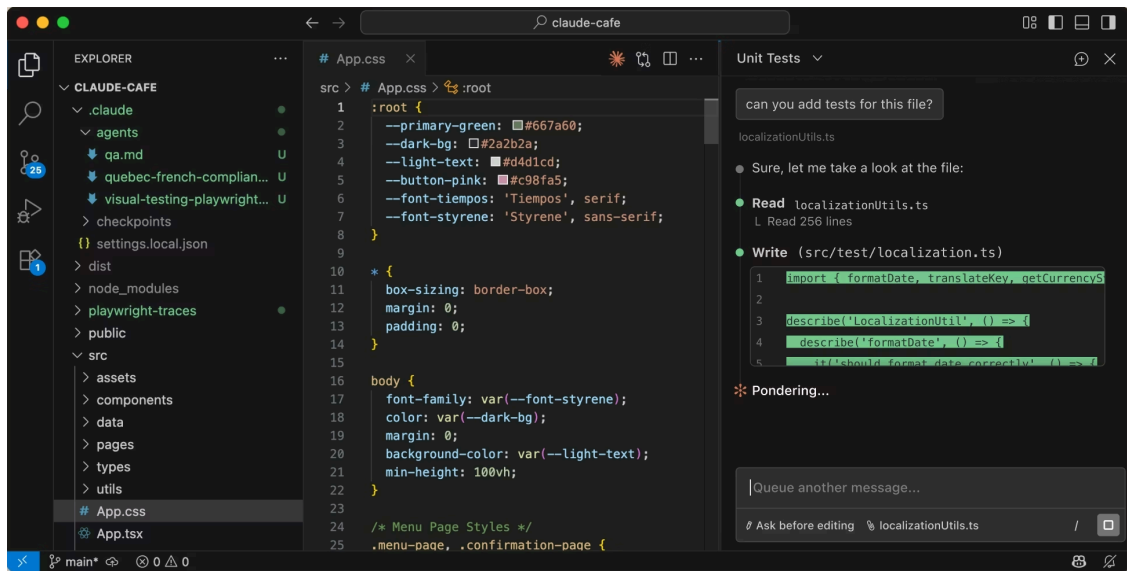 claude-cafe
EXPLORER
CLAUDE-CAFE
.claude
agents
qa.md U
quebec-french-complian... U
visual-testing-playwright... U
checkpoints
{} settings.local.json
dist
node_modules
playwright-traces
public
src
assets
components
data
pages
types
utils
# App.css
App.tsx
25
1
# App.css
src > # App.css > :root
1 :root {
2 --primary-green: #667a60;
3 --dark-bg: #2a2b2a;
4 --light-text: #d4d1cd;
5 --button-pink: #c98fa5;
6 --font-tiempos: 'Tiempos', serif;
7 --font-styrene: 'Styrene', sans-serif;
8 }
9
10 * {
11 box-sizing: border-box;
12 margin: 0;
13 padding: 0;
14 }
15
16 body {
17 font-family: var(--font-styrene);
18 color: var(--dark-bg);
19 margin: 0;
20 background-color: var(--light-text);
21 min-height: 100vh;
22 }
23
24 /* Menu Page Styles */
25 .menu-page, .confirmation-page {
Unit Tests
can you add tests for this file?
localizationUtils.ts
Sure, let me take a look at the file:
Read localizationUtils.ts
L Read 256 lines
Write (src/test/localization.ts)
1 import { formatDate, translateKey, getCurrencyS
2
3 describe('LocalizationUtil', () => {
4 describe('formatDate', () => {
5 it('should format date correctly', () => {
Pondering...
Queue another message...
Ask before editing localizationUtils.ts /
main* 0 0